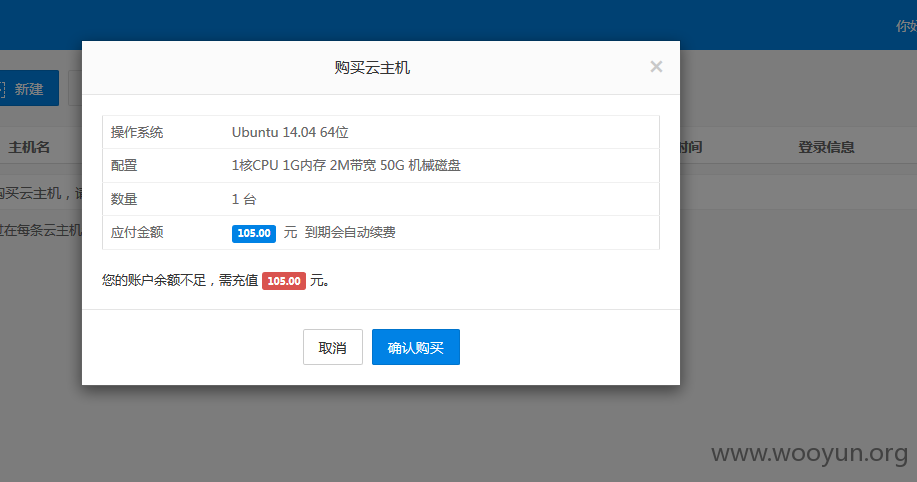 你好
购买云主机
×
新建
主机名
时间
登录信息
操作系统 Ubuntu 14.04 64位
配置 1核CPU 1G内存 2M带宽 50G 机械磁盘
购买云主机，请
数量 1 台
过在每条云主机
应付金额 105.00 元 到期会自动续费
您的账户余额不足，需充值 105.00 元。
取消
确认购买
www.wooyun.org